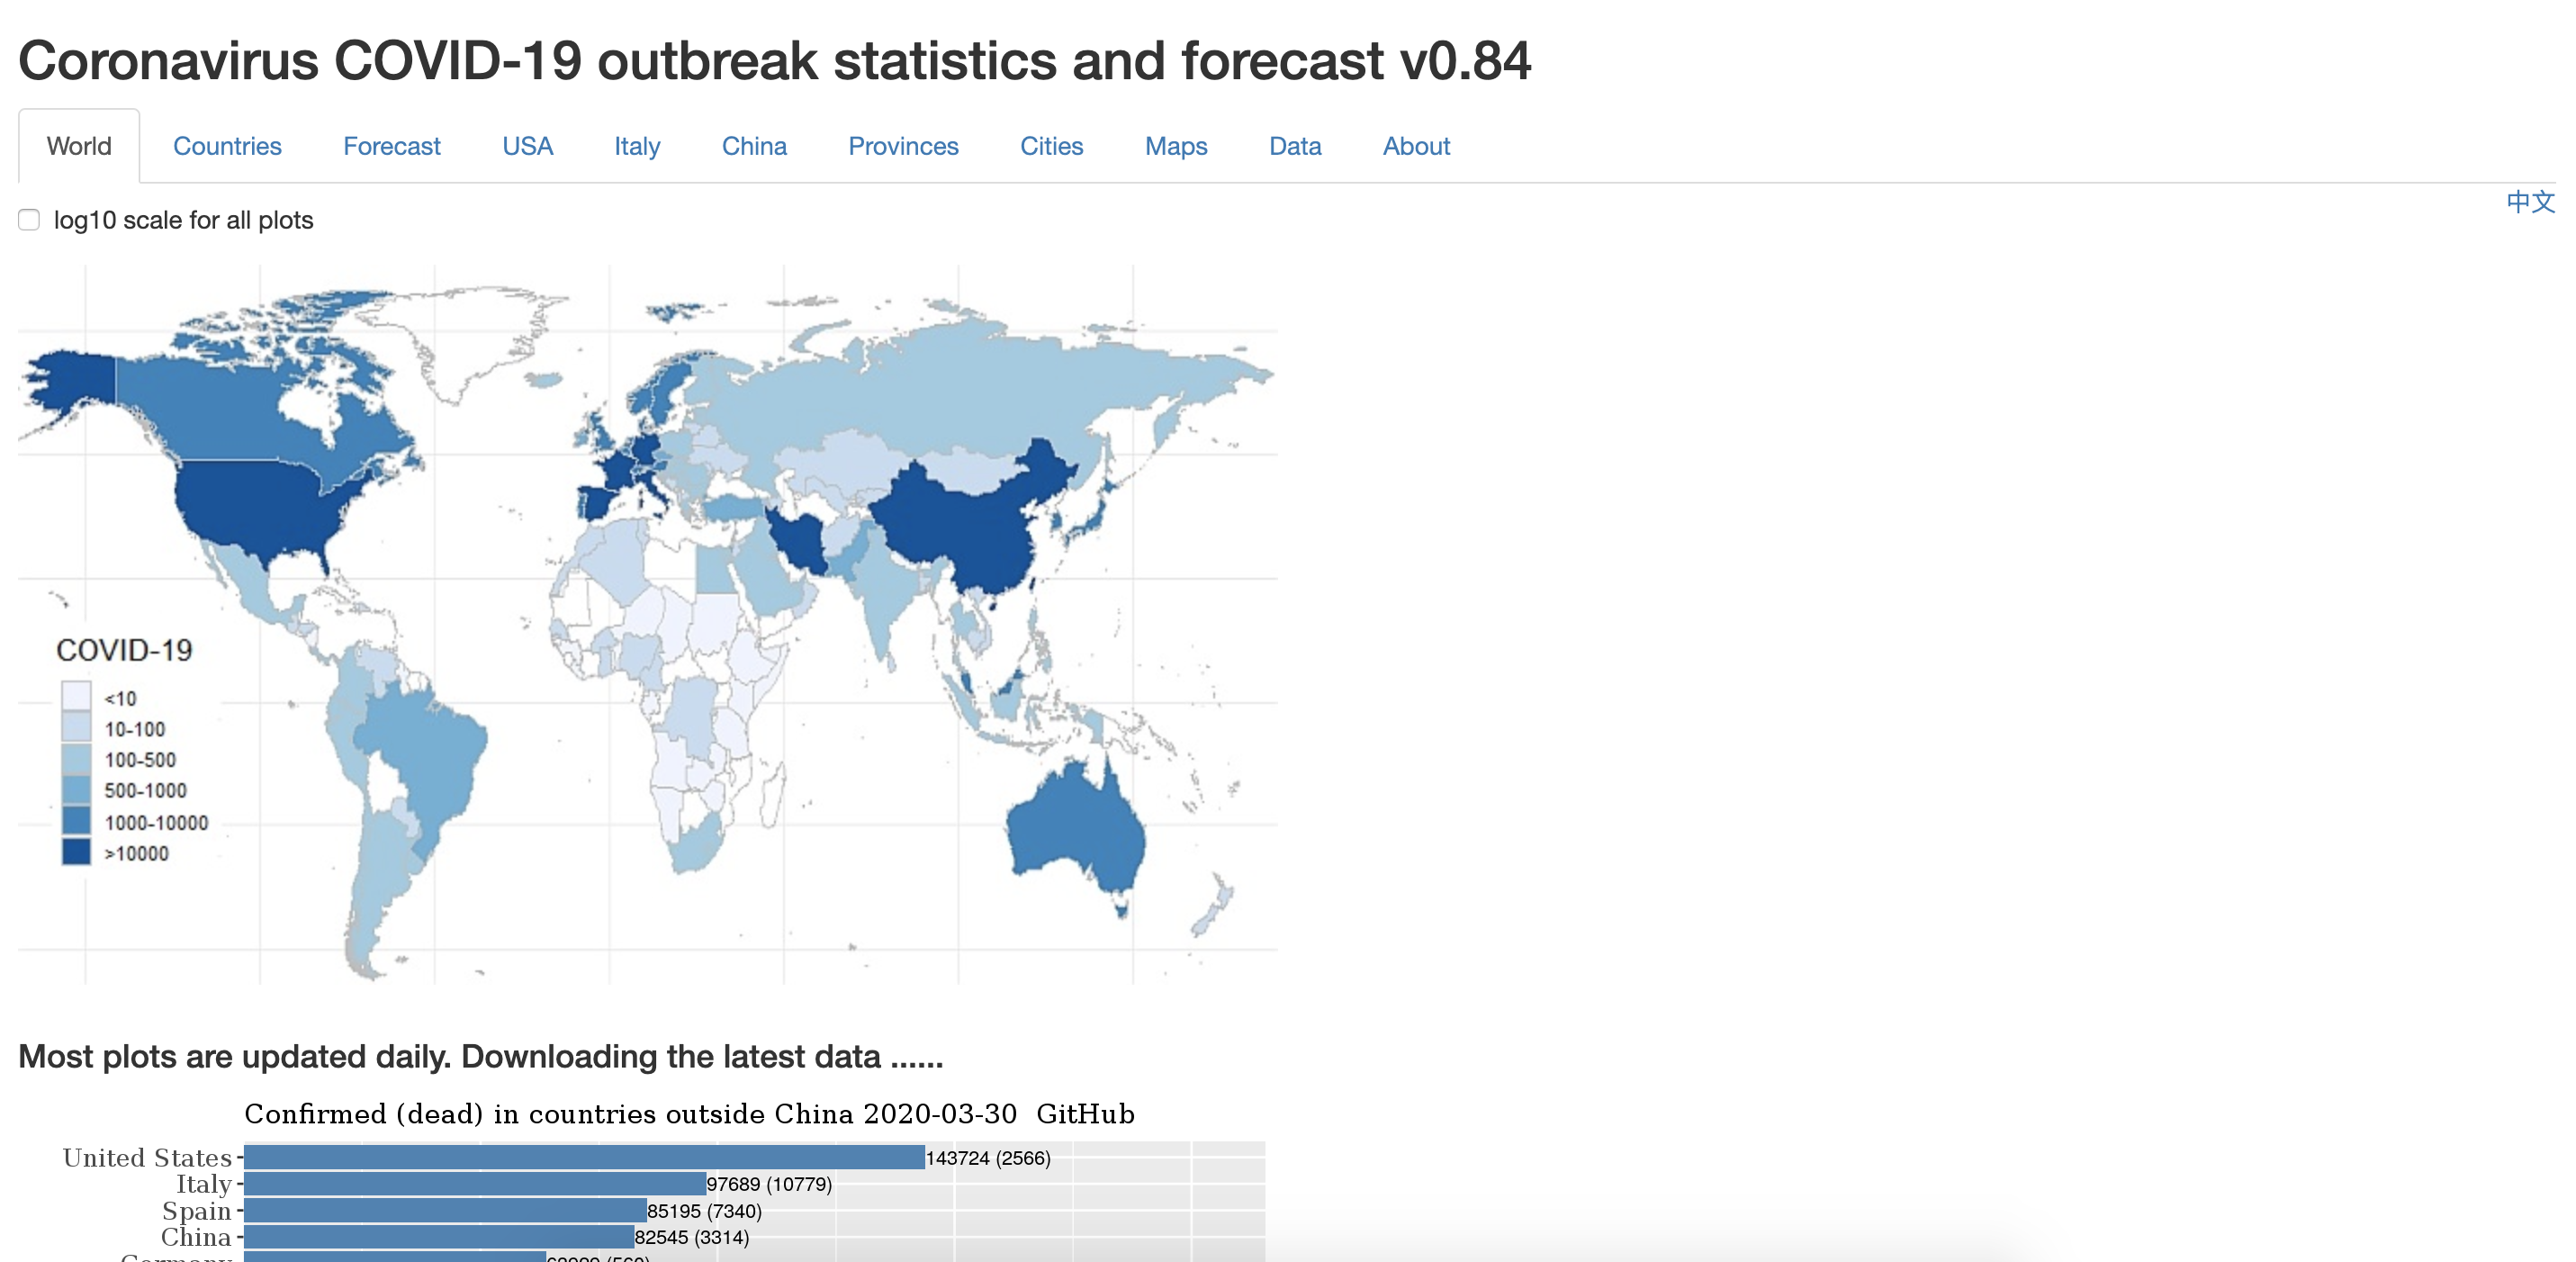 Coronavirus COVID-19 outbreak statistics and forecast v0.84
World Countries Forecast USA Italy China Provinces Cities Maps Data About
中文
log10 scale for all plots
COVID-19
<10
10-100
100-500
500-1000
1000-10000
>10000
Most plots are updated daily. Downloading the latest data ......
Confirmed (dead) in countries outside China 2020-03-30 GitHub
United States 143724 (2566)
Italy 97689 (10779)
Spain 85195 (7340)
China 82545 (3314)
Germany